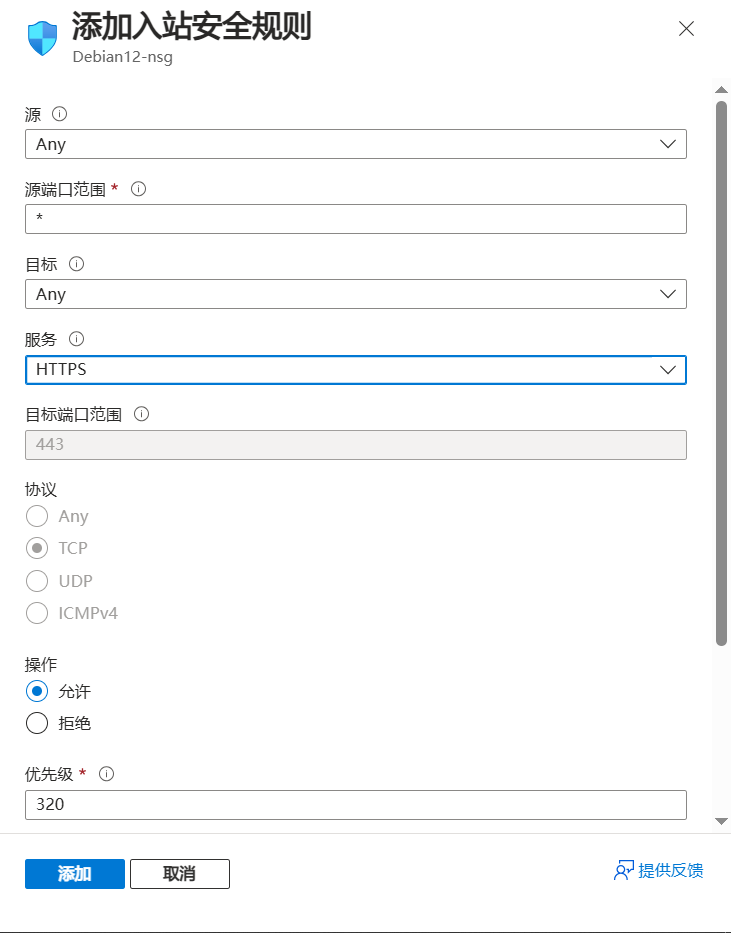 添加入站安全规则
Debian12-nsg
源
Any
源端口范围 *
*
目标
Any
服务
HTTPS
目标端口范围
443
协议
Any
TCP
UDP
ICMPv4
操作
允许
拒绝
优先级 *
320
添加 取消 提供反馈